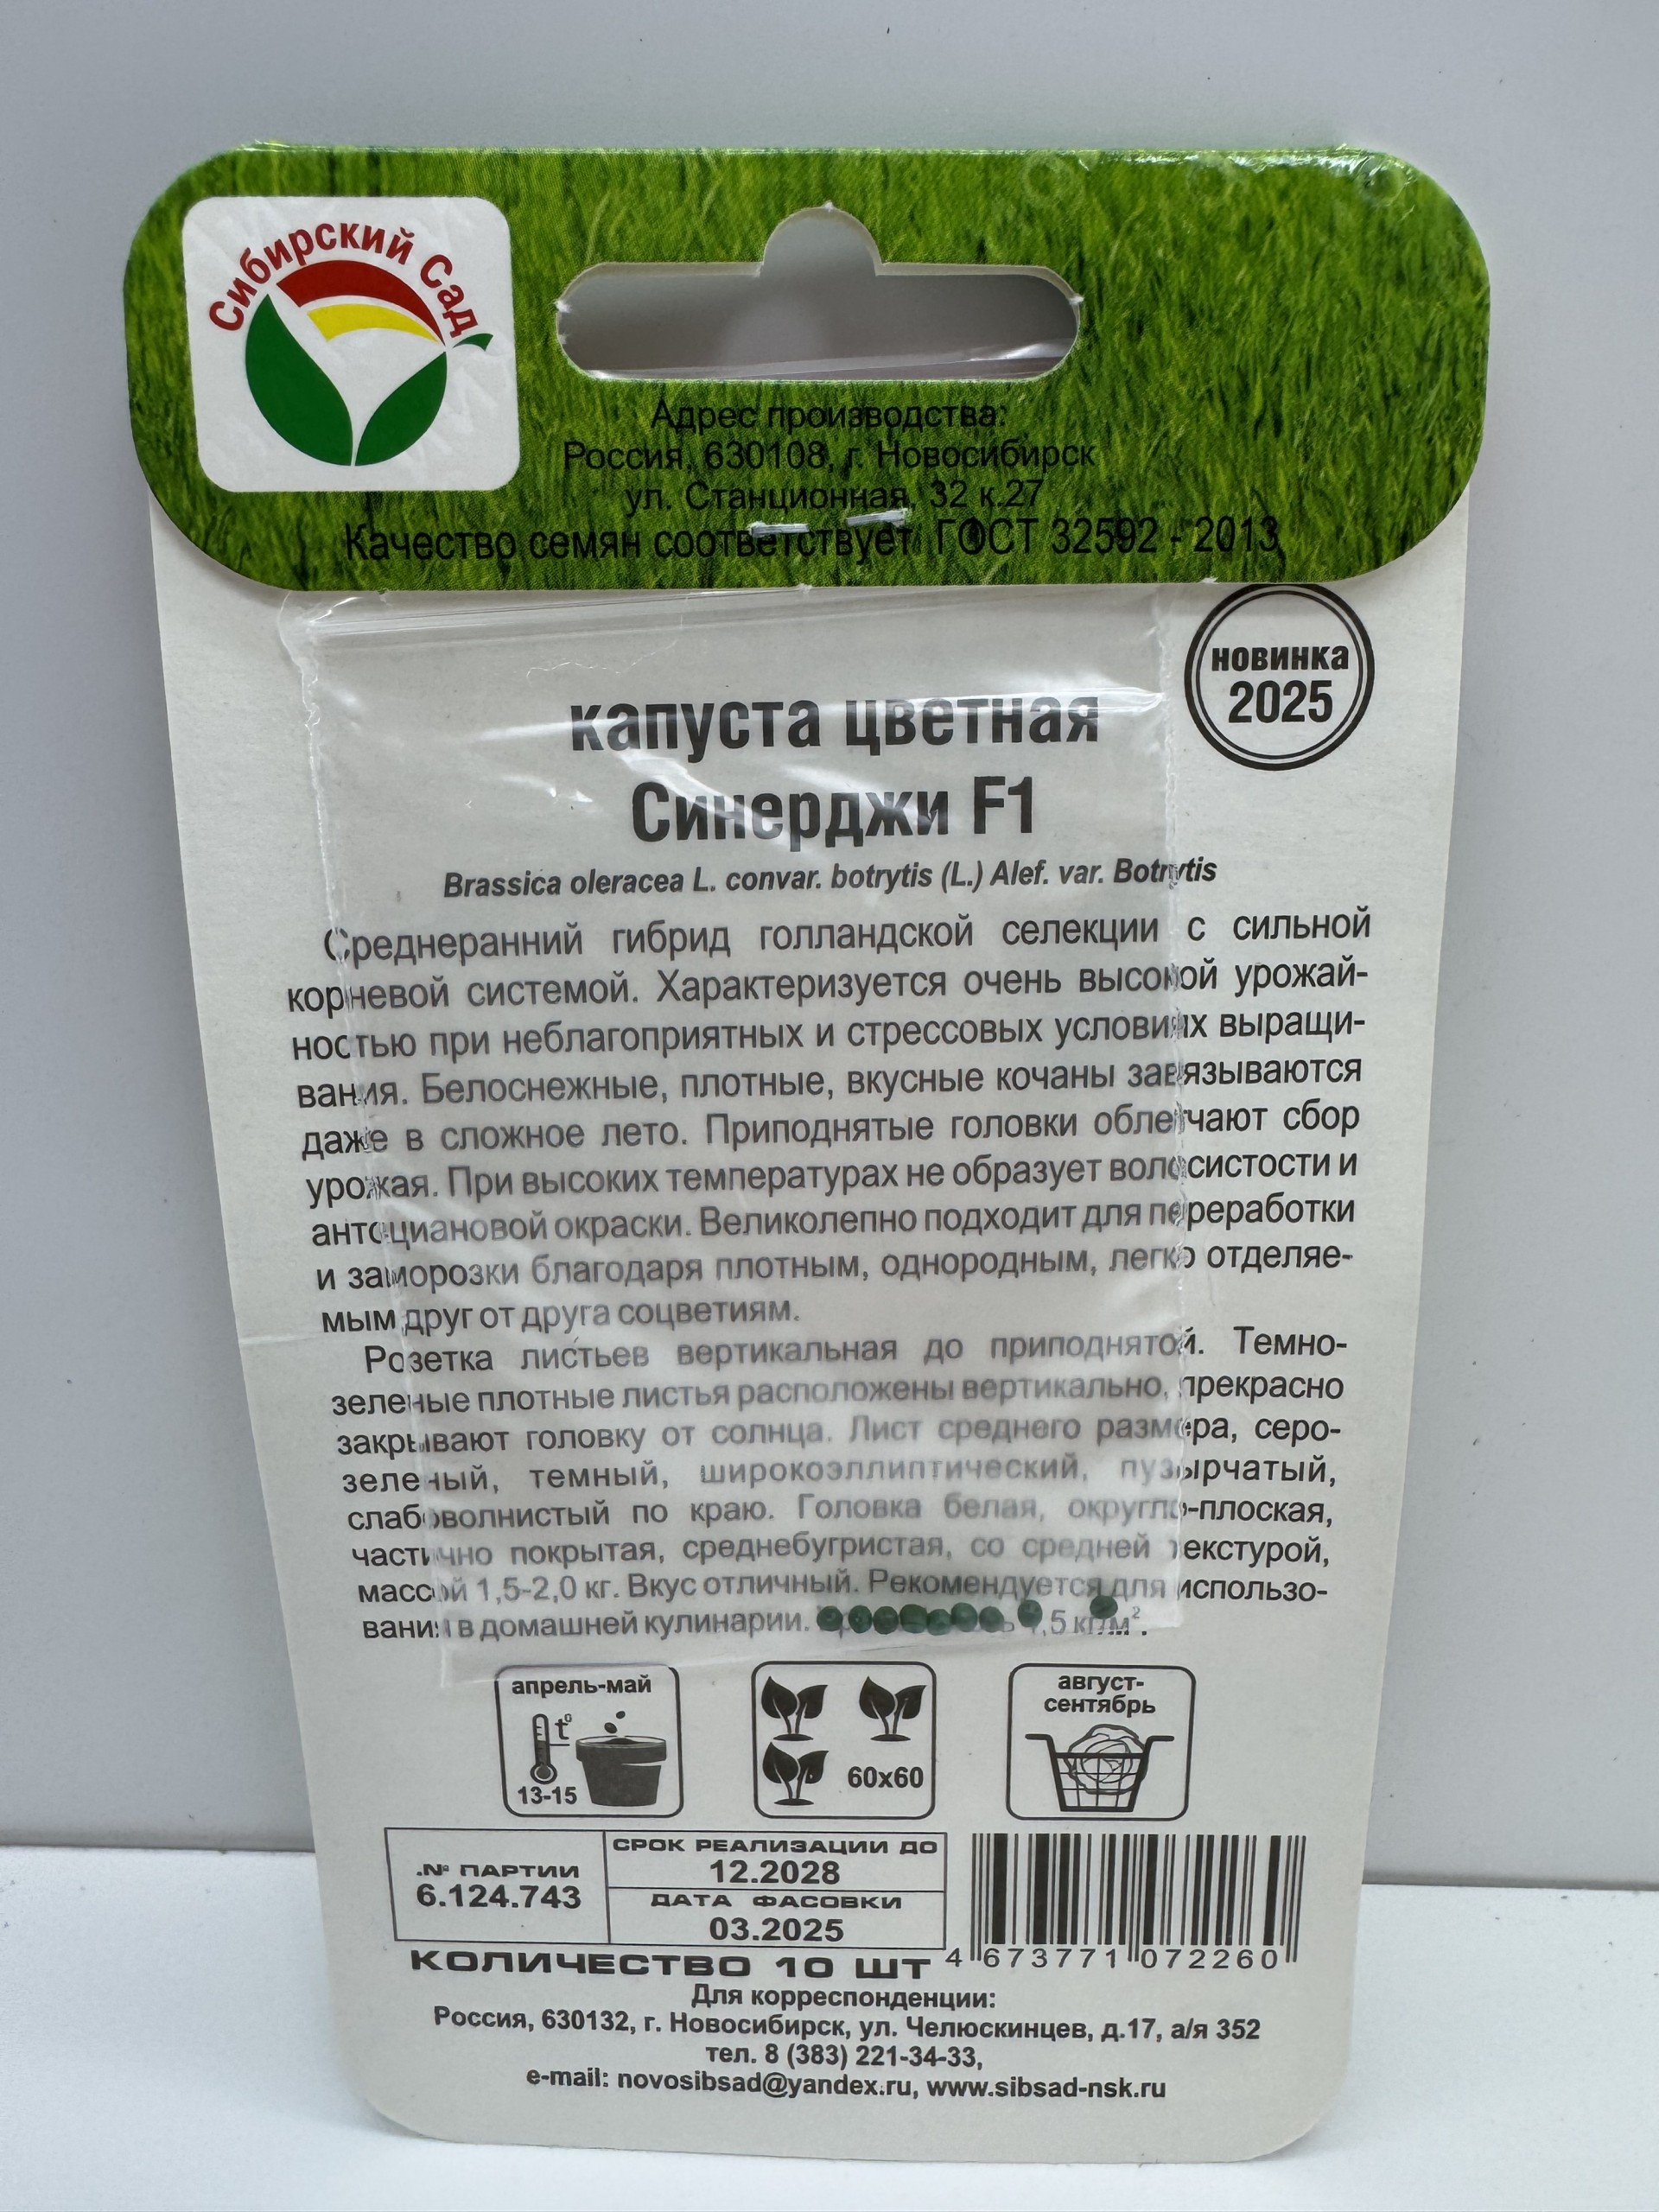 Сибирский Сад
Адрес производства:
Россия, 630108, г. Новосибирск
ул. Станционная, 32 к.27
Качество семян соответствует ГОСТ 32592 - 2013
новинка
2025
капуста цветная
Синерджи F1
Brassica oleracea L. convar. botrytis (L.) Alef. var. Botrytis
Среднеранний гибрид голландской селекции с сильной
корневой системой. Характеризуется очень высокой урожай-
ностью при неблагоприятных и стрессовых условиях выращи-
вания. Белоснежные, плотные, вкусные кочаны завязываются
даже в сложное лето. Приподнятые головки облегчают сбор
урожая. При высоких температурах не образует волосистости и
антоциановой окраски. Великолепно подходит для переработки
и заморозки благодаря плотным, однородным, легко отделяе-
мым друг от друга соцветиям.
Розетка листьев вертикальная до приподнятой. Темно-
зеленые плотные листья расположены вертикально, прекрасно
закрывают головку от солнца. Лист среднего размера, серо-
зеленый, темный, широкоэллиптический, пузырчатый,
слабоволнистый по краю. Головка белая, округло-плоская,
частично покрытая, среднебугристая, со средней текстурой,
массой 1,5-2,0 кг. Вкус отличный. Рекомендуется для использо-
вания в домашней кулинарии. кг/м².
апрель-май
t°
13-15
60x60
август-
сентябрь
№ ПАРТИИ
6.124.743
СРОК РЕАЛИЗАЦИИ ДО
12.2028
ДАТА ФАСОВКИ
03.2025
КОЛИЧЕСТВО 10 ШТ
4 673771 072260
Для корреспонденции:
Россия, 630132, г. Новосибирск, ул. Челюскинцев, д.17, а/я 352
тел. 8 (383) 221-34-33,
e-mail: novosibsad@yandex.ru, www.sibsad-nsk.ru